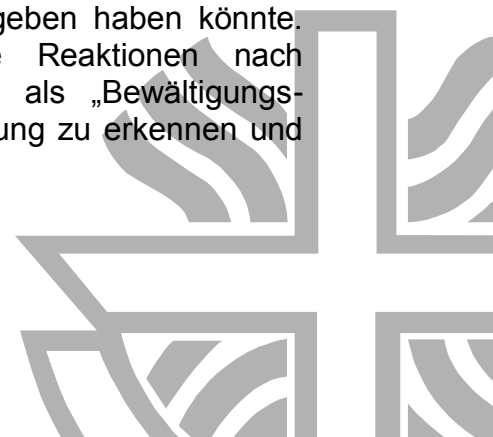 geben haben könnte.
Reaktionen nach
als „Bewältigungs-
ung zu erkennen und